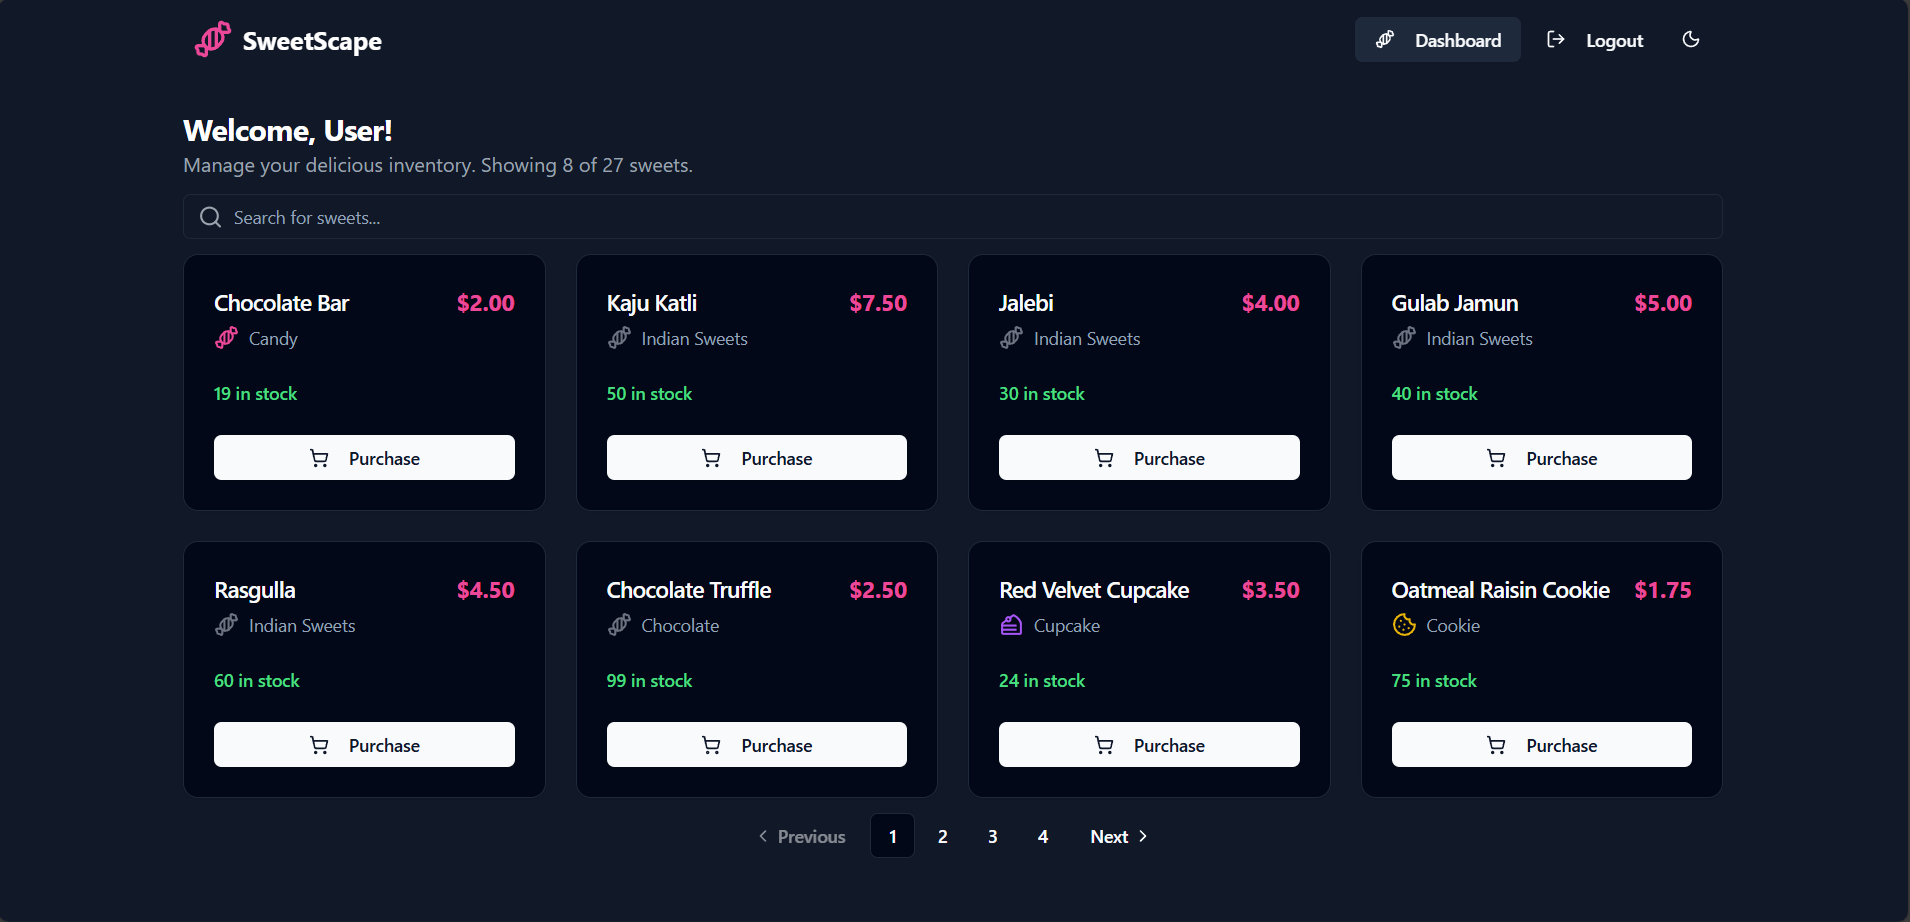 SweetScape
Dashboard
Logout
Welcome, User!
Manage your delicious inventory. Showing 8 of 27 sweets.
Search for sweets...
Chocolate Bar
$2.00
Candy
19 in stock
Purchase
Kaju Katli
$7.50
Indian Sweets
50 in stock
Purchase
Jalebi
$4.00
Indian Sweets
30 in stock
Purchase
Gulab Jamun
$5.00
Indian Sweets
40 in stock
Purchase
Rasgulla
$4.50
Indian Sweets
60 in stock
Purchase
Chocolate Truffle
$2.50
Chocolate
99 in stock
Purchase
Red Velvet Cupcake
$3.50
Cupcake
24 in stock
Purchase
Oatmeal Raisin Cookie
$1.75
Cookie
75 in stock
Purchase
Previous 1 2 3 4 Next